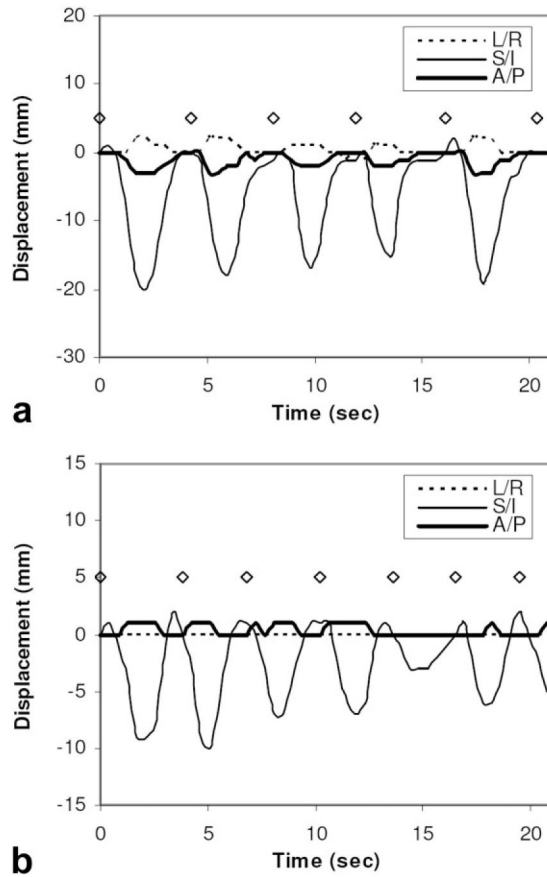 20
10
0
-10
-20
-30
Displacement (mm)
L/R
S/I
A/P
0 5 10 15 20
Time (sec)
a
15
10
5
0
-5
-10
-15
Displacement (mm)
L/R
S/I
A/P
0 5 10 15 20
Time (sec)
b